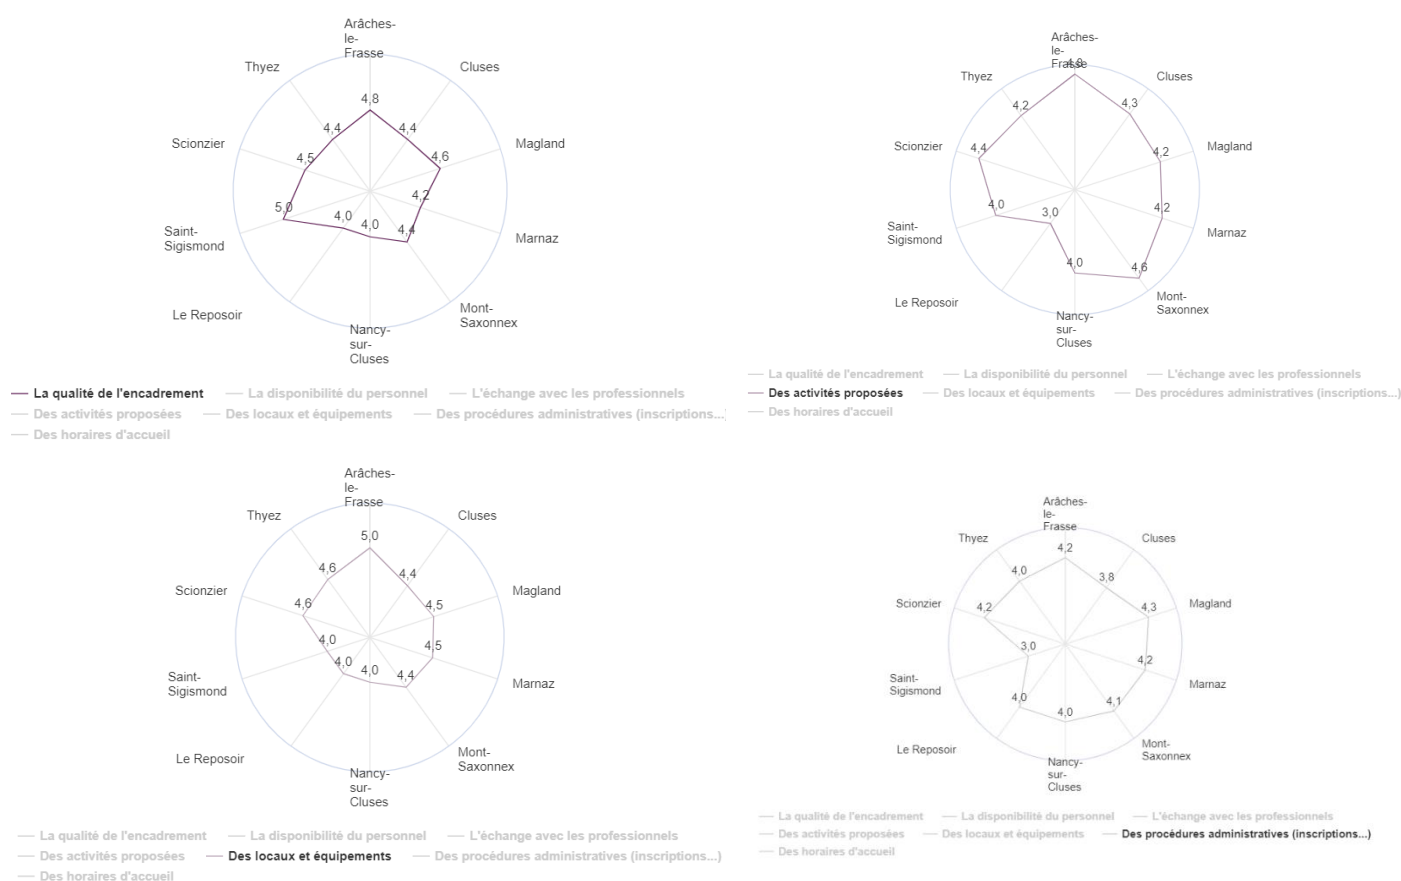 Arâches-
le-
Frasse
Thyez
Cluses
4,8
4,4
4,4
Scionzier
Magland
4,5
4,6
5,0
4,2
4,0
4,0
4,4
Saint-
Sigismond
Marnaz
Le Reposoir
Mont-
Saxonnex
Nancy-
sur-
Cluses
La qualité de l'encadrement La disponibilité du personnel L'échange avec les professionnels
Des activités proposées Des locaux et équipements Des procédures administratives (inscriptions...)
Des horaires d'accueil
Arâches-
le-
Frasse
4,8
Thyez
Cluses
4,2
4,3
Scionzier
Magland
4,4
4,2
4,0
3,0
4,2
Saint-
Sigismond
Marnaz
4,0
4,6
Le Reposoir
Mont-
Saxonnex
Nancy-
sur-
Cluses
La qualité de l'encadrement La disponibilité du personnel L'échange avec les professionnels
Des activités proposées Des locaux et équipements Des procédures administratives (inscriptions...)
Des horaires d'accueil
Arâches-
le-
Frasse
Thyez
Cluses
5,0
4,6
4,4
Scionzier
Magland
4,6
4,5
4,0
4,5
4,0
4,0
4,4
Saint-
Sigismond
Marnaz
Le Reposoir
Mont-
Saxonnex
Nancy-
sur-
Cluses
La qualité de l'encadrement La disponibilité du personnel L'échange avec les professionnels
Des activités proposées Des locaux et équipements Des procédures administratives (inscriptions...)
Des horaires d'accueil
Arâches-
le-
Frasse
Thyez
Cluses
4,2
4,0
3,8
Scionzier
Magland
4,2
4,3
3,0
4,2
Saint-
Sigismond
Marnaz
4,0
4,0
4,1
Le Reposoir
Mont-
Saxonnex
Nancy-
sur-
Cluses
La qualité de l'encadrement La disponibilité du personnel L'échange avec les professionnels
Des activités proposées Des locaux et équipements Des procédures administratives (inscriptions...)
Des horaires d'accueil